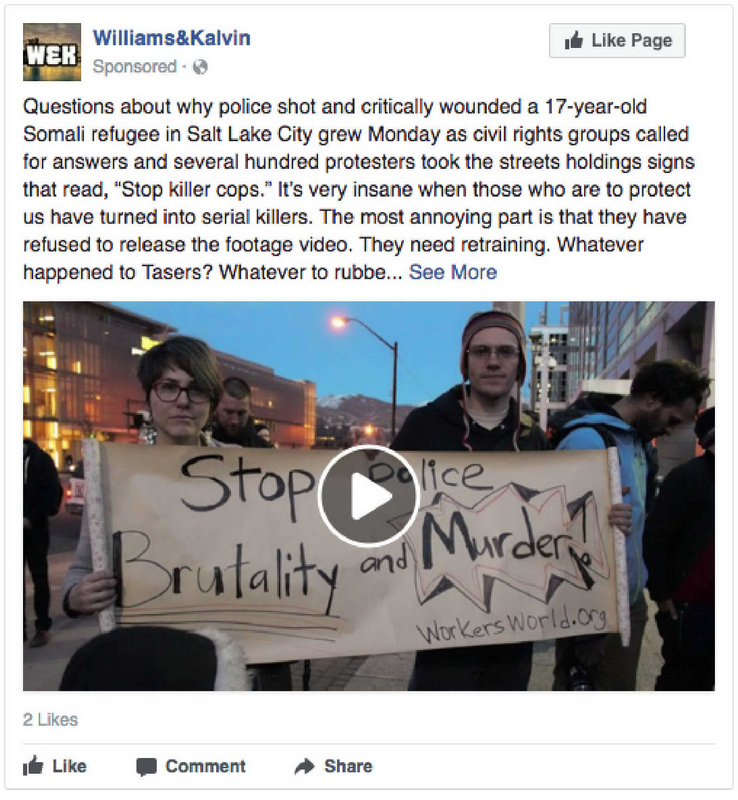 Williams&Kalvin
Like Page
W&K
Sponsored ·
Questions about why police shot and critically wounded a 17-year-old
Somali refugee in Salt Lake City grew Monday as civil rights groups called
for answers and several hundred protesters took the streets holdings signs
that read, “Stop killer cops.” It’s very insane when those who are to protect
us have turned into serial killers. The most annoying part is that they have
refused to release the footage video. They need retraining. Whatever
happened to Tasers? Whatever to rubbe... See More
Stop Police
Brutality and Murder!
WorkersWorld.org
2 Likes
Like Comment Share